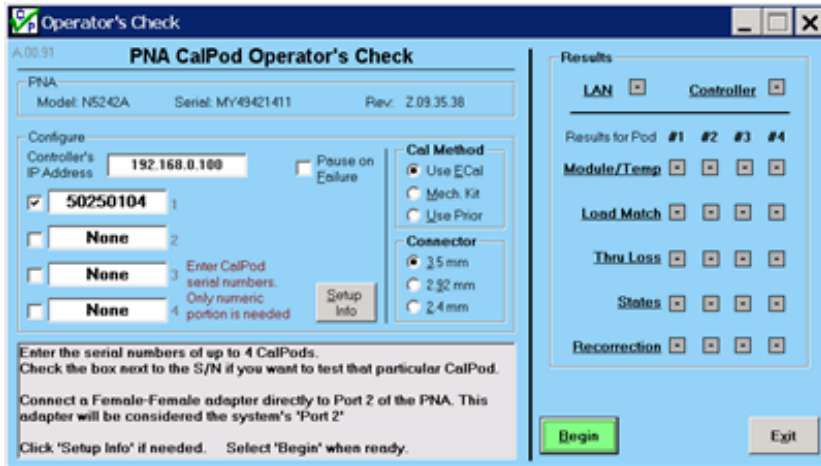 Operator's Check
A.00.91
PNA CalPod Operator's Check
PNA
Model: N5242A Serial: MY49421411 Rev: Z.09.35.38
Configure
Controller's
IP Address
192.168.0.100
Pause on
Failure
50250104 1
None 2
None 3
None 4
Enter CalPod
serial numbers.
Only numeric
portion is needed
Setup
Info
Cal Method
Use ECal
Mech. Kit
Use Prior
Connector
3.5 mm
2.92 mm
2.4 mm
Enter the serial numbers of up to 4 CalPods.
Check the box next to the S/N if you want to test that particular CalPod.
Connect a Female-Female adapter directly to Port 2 of the PNA. This
adapter will be considered the system's 'Port 2'
Click 'Setup Info' if needed. Select 'Begin' when ready.
Results
LAN Controller
Results for Pod #1 #2 #3 #4
Module/Temp
Load Match
Thru Loss
States
Recorrection
Begin
Exit